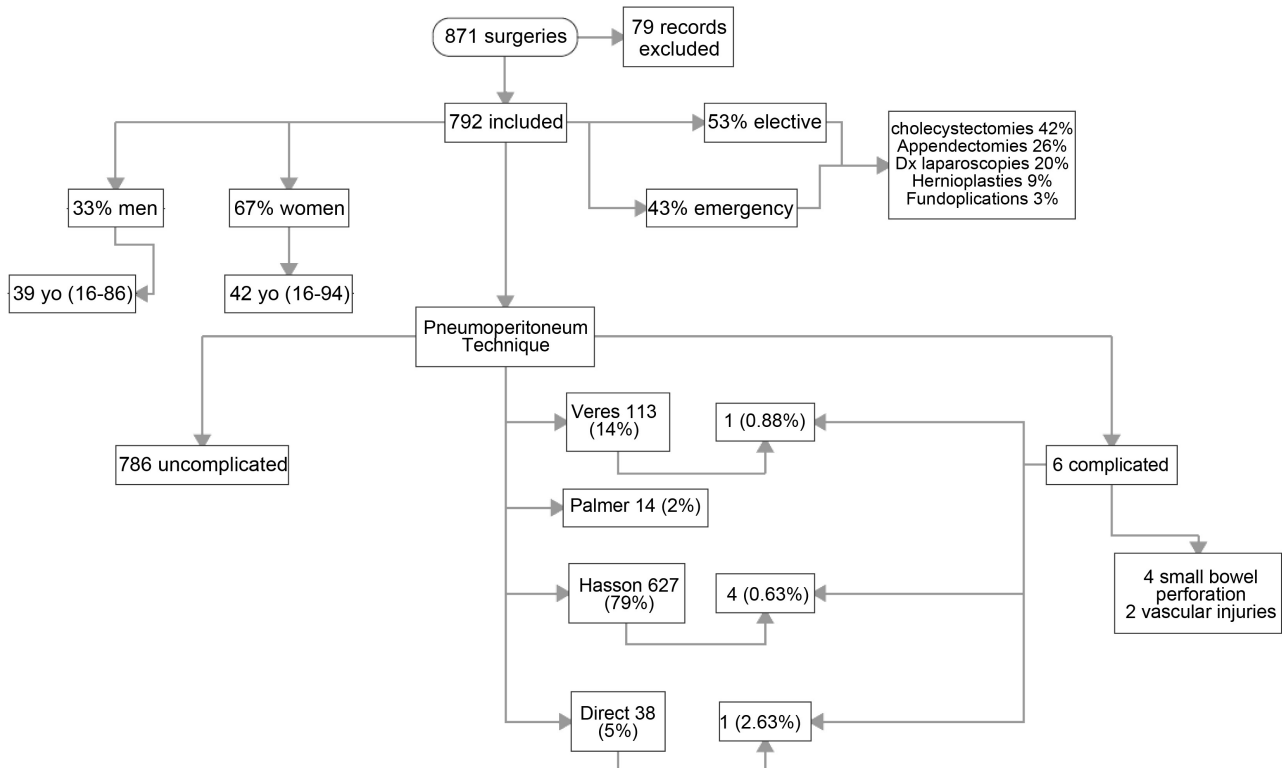 871 surgeries
79 records
excluded
792 included
53% elective
43% emergency
cholecystectomies 42%
Appendectomies 26%
Dx laparoscopies 20%
Hernioplasties 9%
Fundoplications 3%
33% men
67% women
39 yo (16-86)
42 yo (16-94)
Pneumoperitoneum
Technique
786 uncomplicated
Veres 113
(14%)
1 (0.88%)
6 complicated
Palmer 14 (2%)
Hasson 627
(79%)
4 (0.63%)
4 small bowel
perforation
2 vascular injuries
Direct 38
(5%)
1 (2.63%)